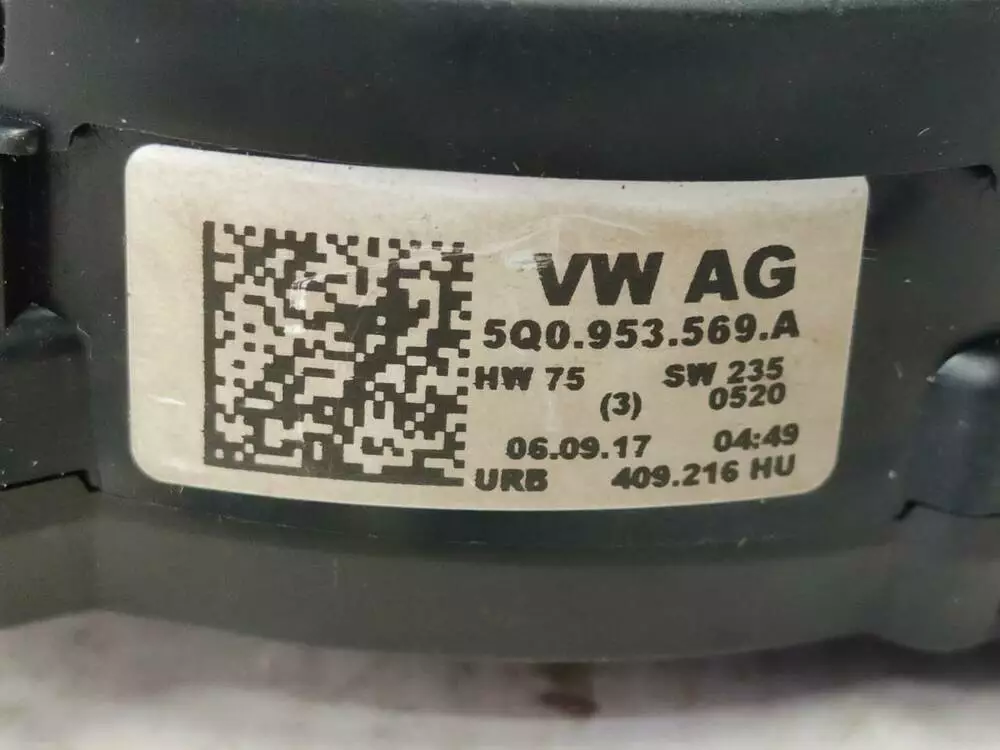 VW AG
5Q0.953.569.A
HW 75 SW 235
(3) 0520
06.09.17 04:49
URB 409.216 HU